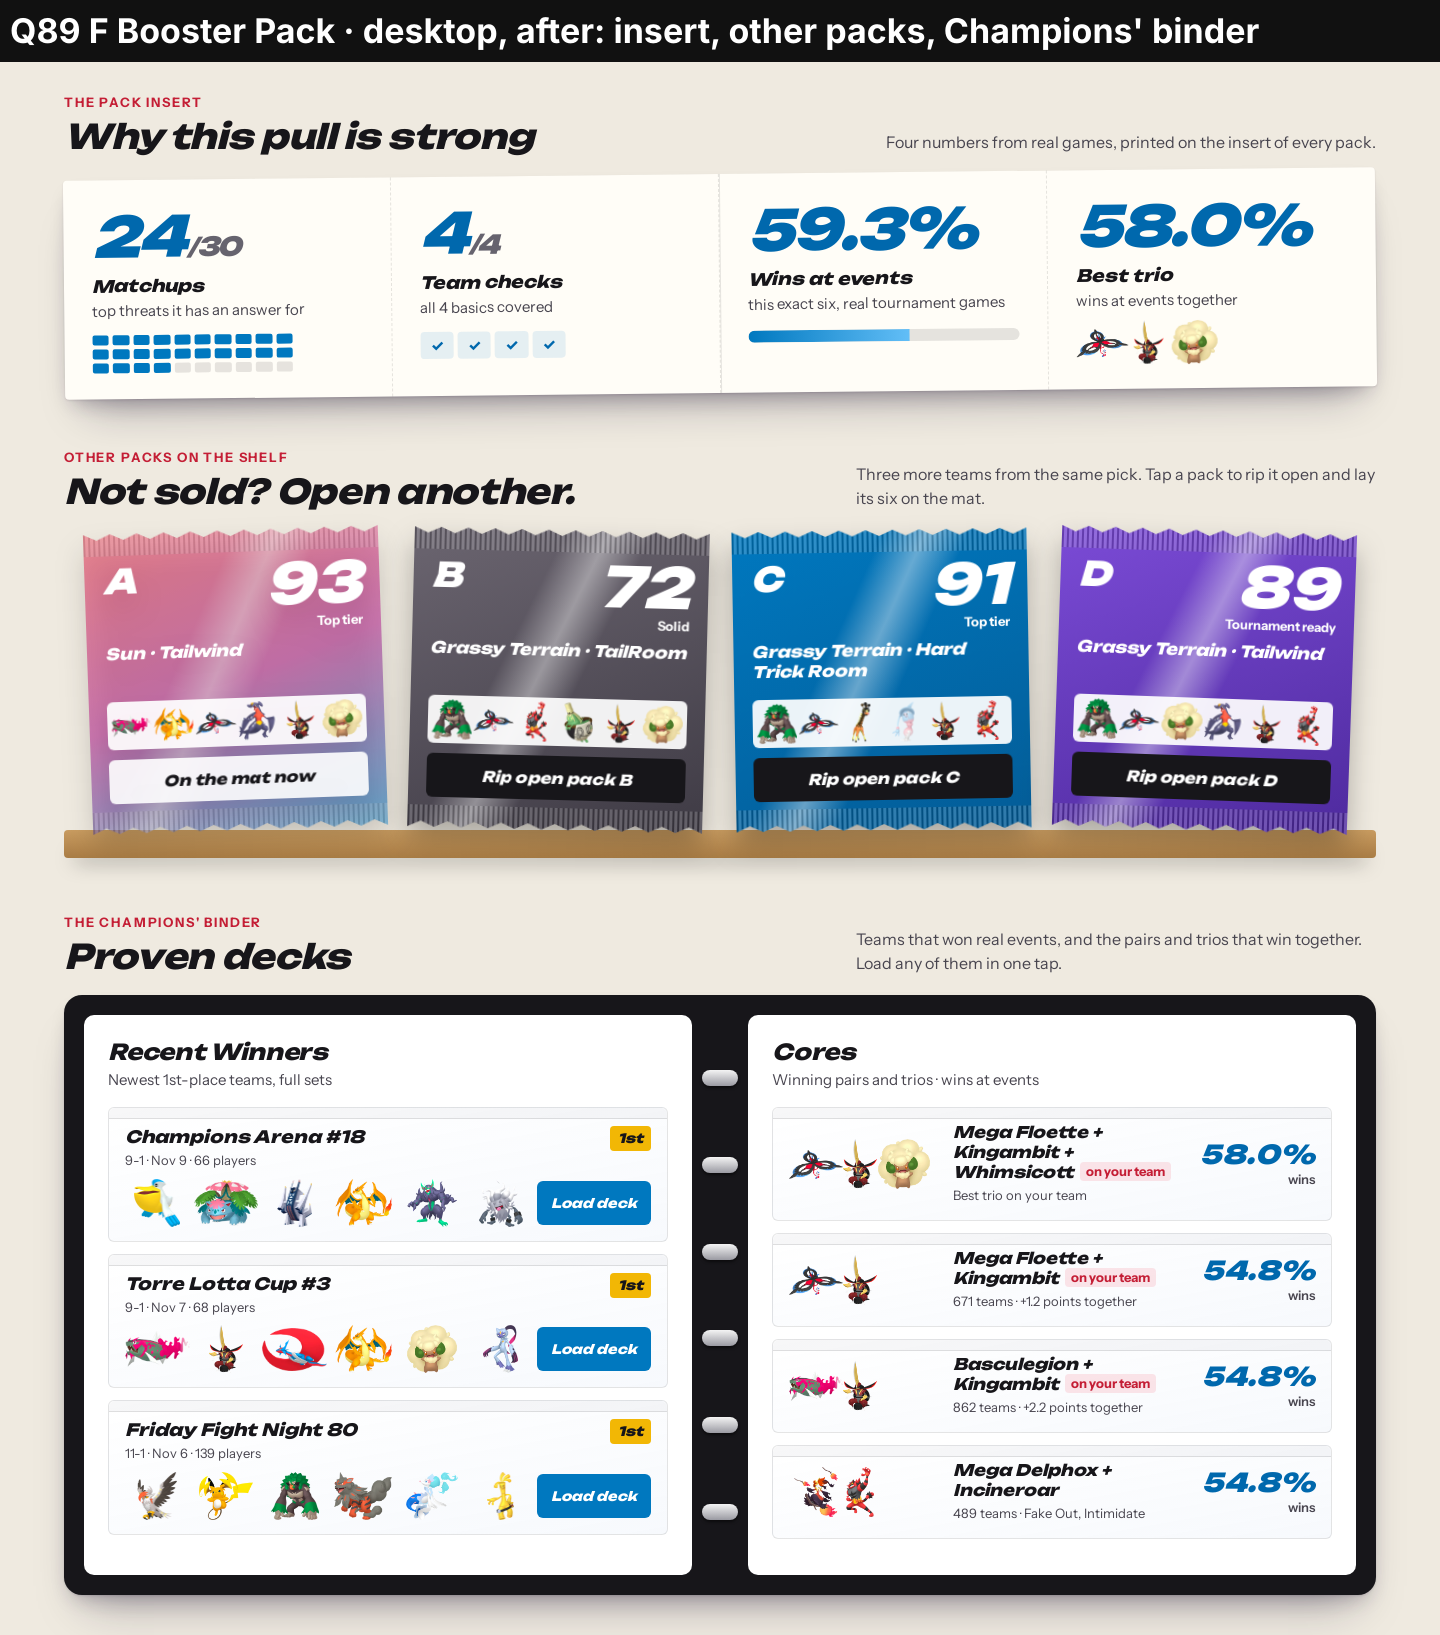 Q89 F Booster Pack · desktop, after: insert, other packs, Champions' binder
THE PACK INSERT
Why this pull is strong
Four numbers from real games, printed on the insert of every pack.
24/30
Matchups
top threats it has an answer for
4/4
Team checks
all 4 basics covered
59.3%
Wins at events
this exact six, real tournament games
58.0%
Best trio
wins at events together
OTHER PACKS ON THE SHELF
Not sold? Open another.
Three more teams from the same pick. Tap a pack to rip it open and lay
its six on the mat.
A
93
Top tier
Sun · Tailwind
On the mat now
B
72
Solid
Grassy Terrain · TailRoom
Rip open pack B
C
91
Top tier
Grassy Terrain · Hard
Trick Room
Rip open pack C
D
89
Tournament ready
Grassy Terrain · Tailwind
Rip open pack D
THE CHAMPIONS' BINDER
Proven decks
Teams that won real events, and the pairs and trios that win together.
Load any of them in one tap.
Recent Winners
Newest 1st-place teams, full sets
Champions Arena #18
1st
9-1 · Nov 9 · 66 players
Load deck
Torre Lotta Cup #3
1st
9-1 · Nov 7 · 68 players
Load deck
Friday Fight Night 80
1st
11-1 · Nov 6 · 139 players
Load deck
Cores
Winning pairs and trios · wins at events
Mega Floette +
Kingambit +
Whimsicott on your team
Best trio on your team
58.0%
wins
Mega Floette +
Kingambit on your team
671 teams · +1.2 points together
54.8%
wins
Basculegion +
Kingambit on your team
862 teams · +2.2 points together
54.8%
wins
Mega Delphox +
Incineroar
489 teams · Fake Out, Intimidate
54.8%
wins